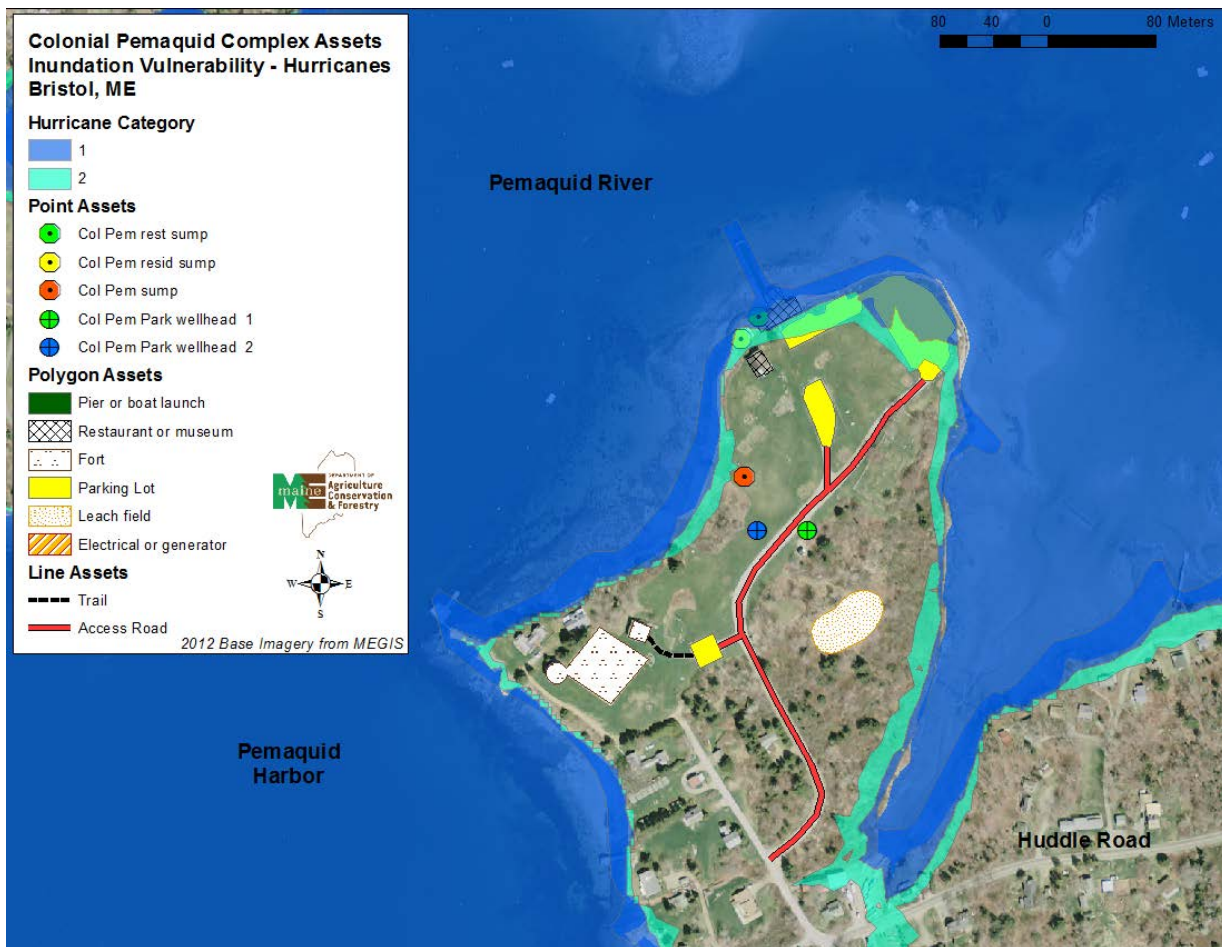 Colonial Pemaquid Complex Assets
Inundation Vulnerability - Hurricanes
Bristol, ME
Hurricane Category
1
2
Point Assets
Col Pem rest sump
Col Pem resid sump
Col Pem sump
Col Pem Park wellhead 1
Col Pem Park wellhead 2
Polygon Assets
Pier or boat launch
Restaurant or museum
Fort
Parking Lot
Leach field
Electrical or generator
Line Assets
Trail
Access Road
maine
DEPARTMENT OF
Agriculture
Conservation
& Forestry
N
W E
S
2012 Base Imagery from MEGIS
80 40 0 80 Meters
Pemaquid River
Pemaquid
Harbor
Huddle Road